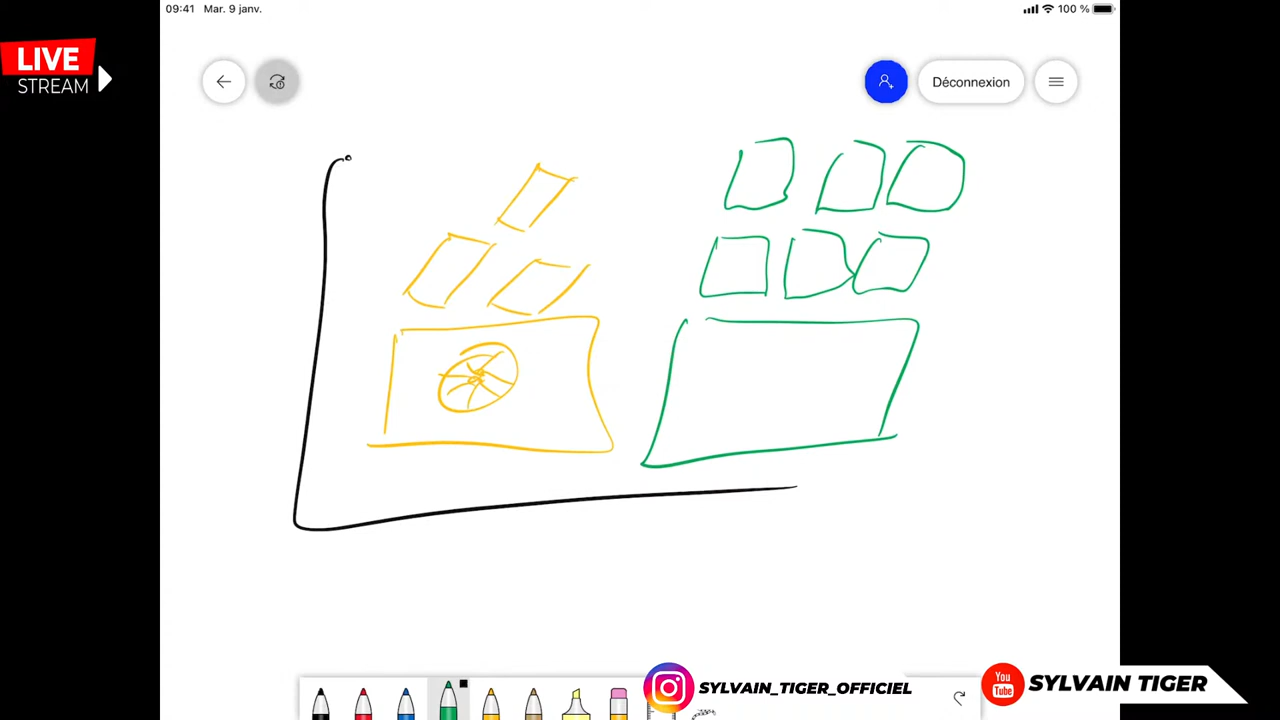 09:41 Mar. 9 janv.
100 %
LIVE
STREAM
Déconnexion
SYLVAIN_TIGER_OFFICIEL
You
Tube
SYLVAIN TIGER